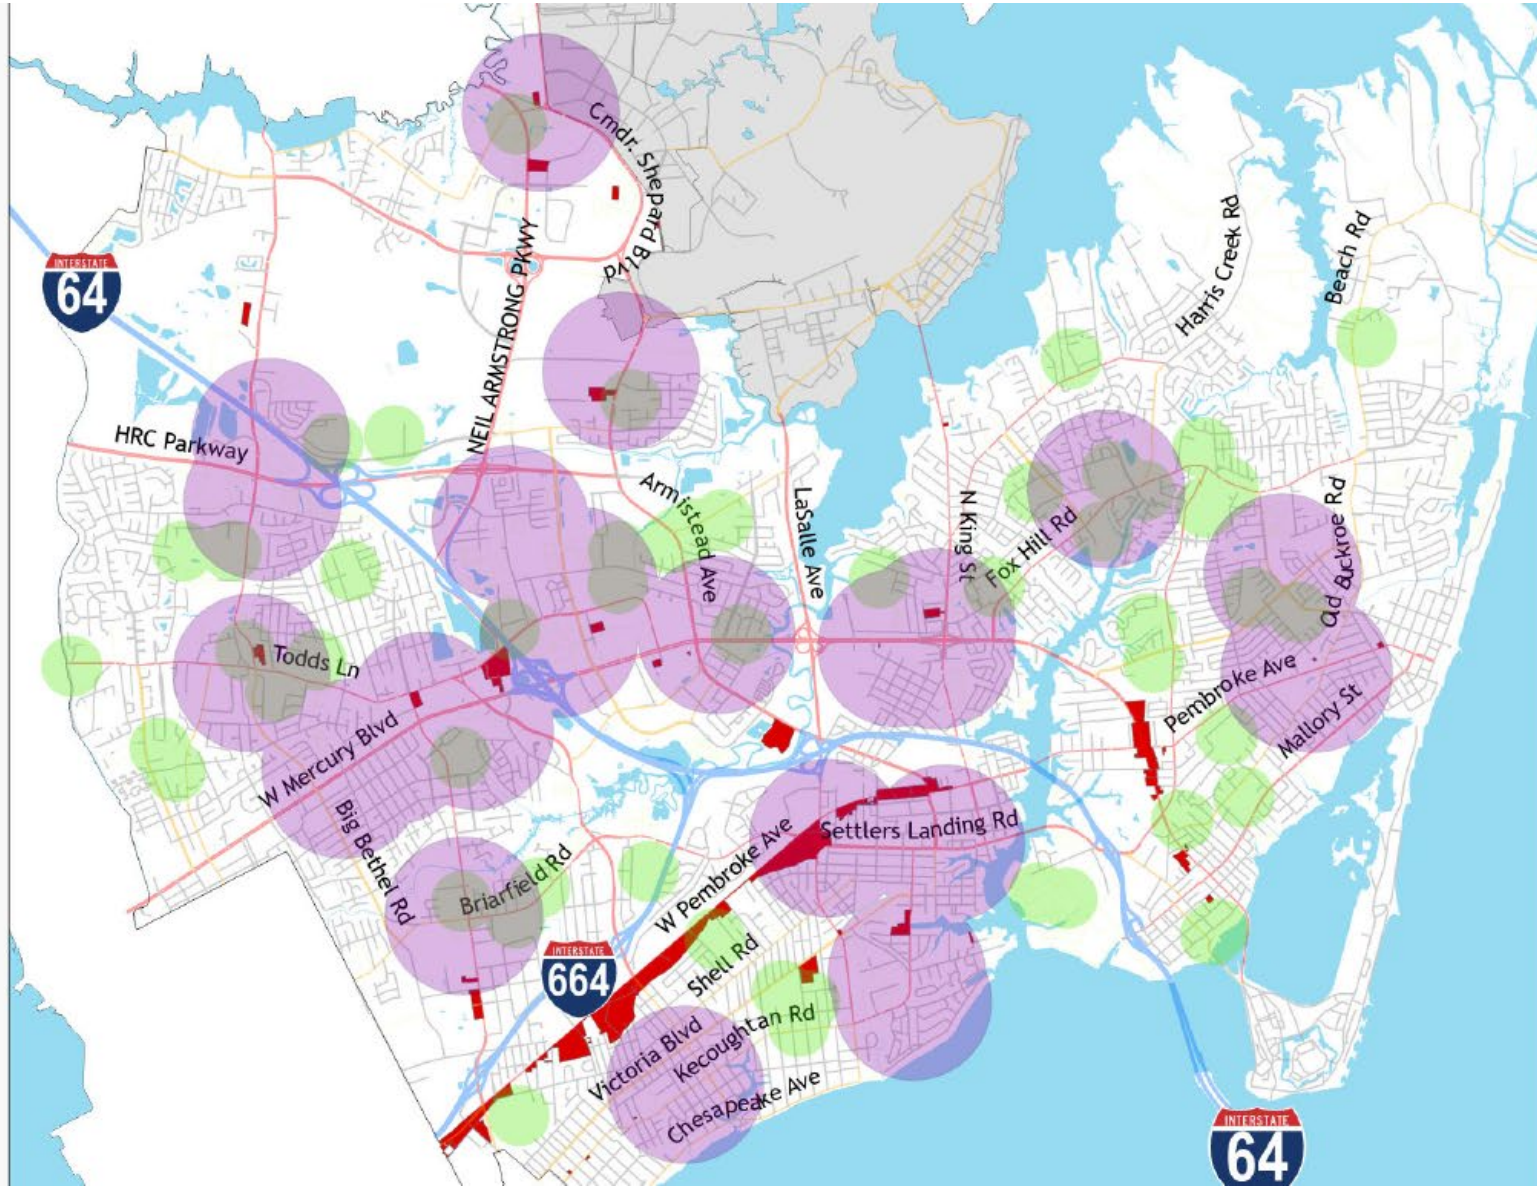 Cmdr. Shepard Blvd
Harris Creek Rd
Beach Rd
INTERSTATE
64
NEIL ARMSTRONG PKWY
HRC Parkway
Armistead Ave
LaSalle Ave
N King St
Fox Hill Rd
Old Buckroe Rd
Todds Ln
Pembroke Ave
Mallory St
W Mercury Blvd
Big Bethel Rd
Briarfield Rd
W Pembroke Ave
Settlers Landing Rd
INTERSTATE
664
Shell Rd
Victoria Blvd
Kecoughtan Rd
Chesapeake Ave
INTERSTATE
64